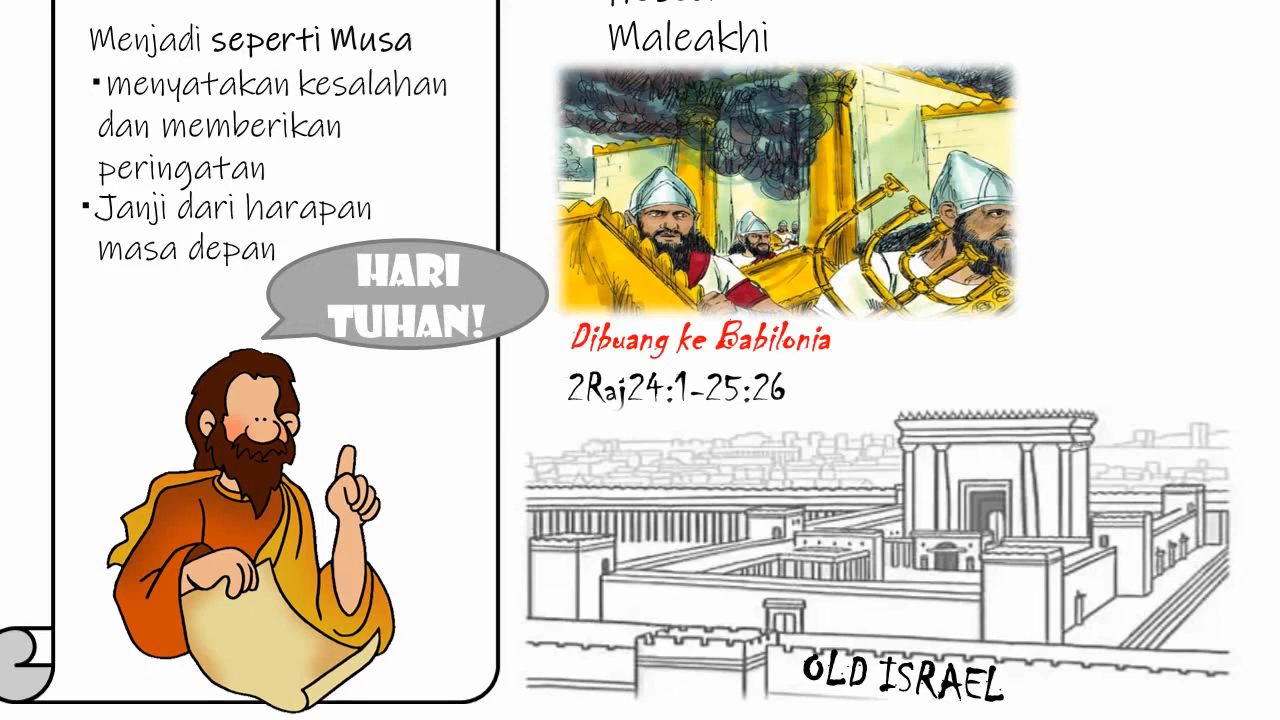 Menjadi seperti Musa
▪menyatakan kesalahan
dan memberikan
peringatan
▪Janji dari harapan
masa depan
HARI
TUHAN!
Maleakhi
Dibuang ke Babilonia
2Raj24:1-25:26
OLD ISRAEL